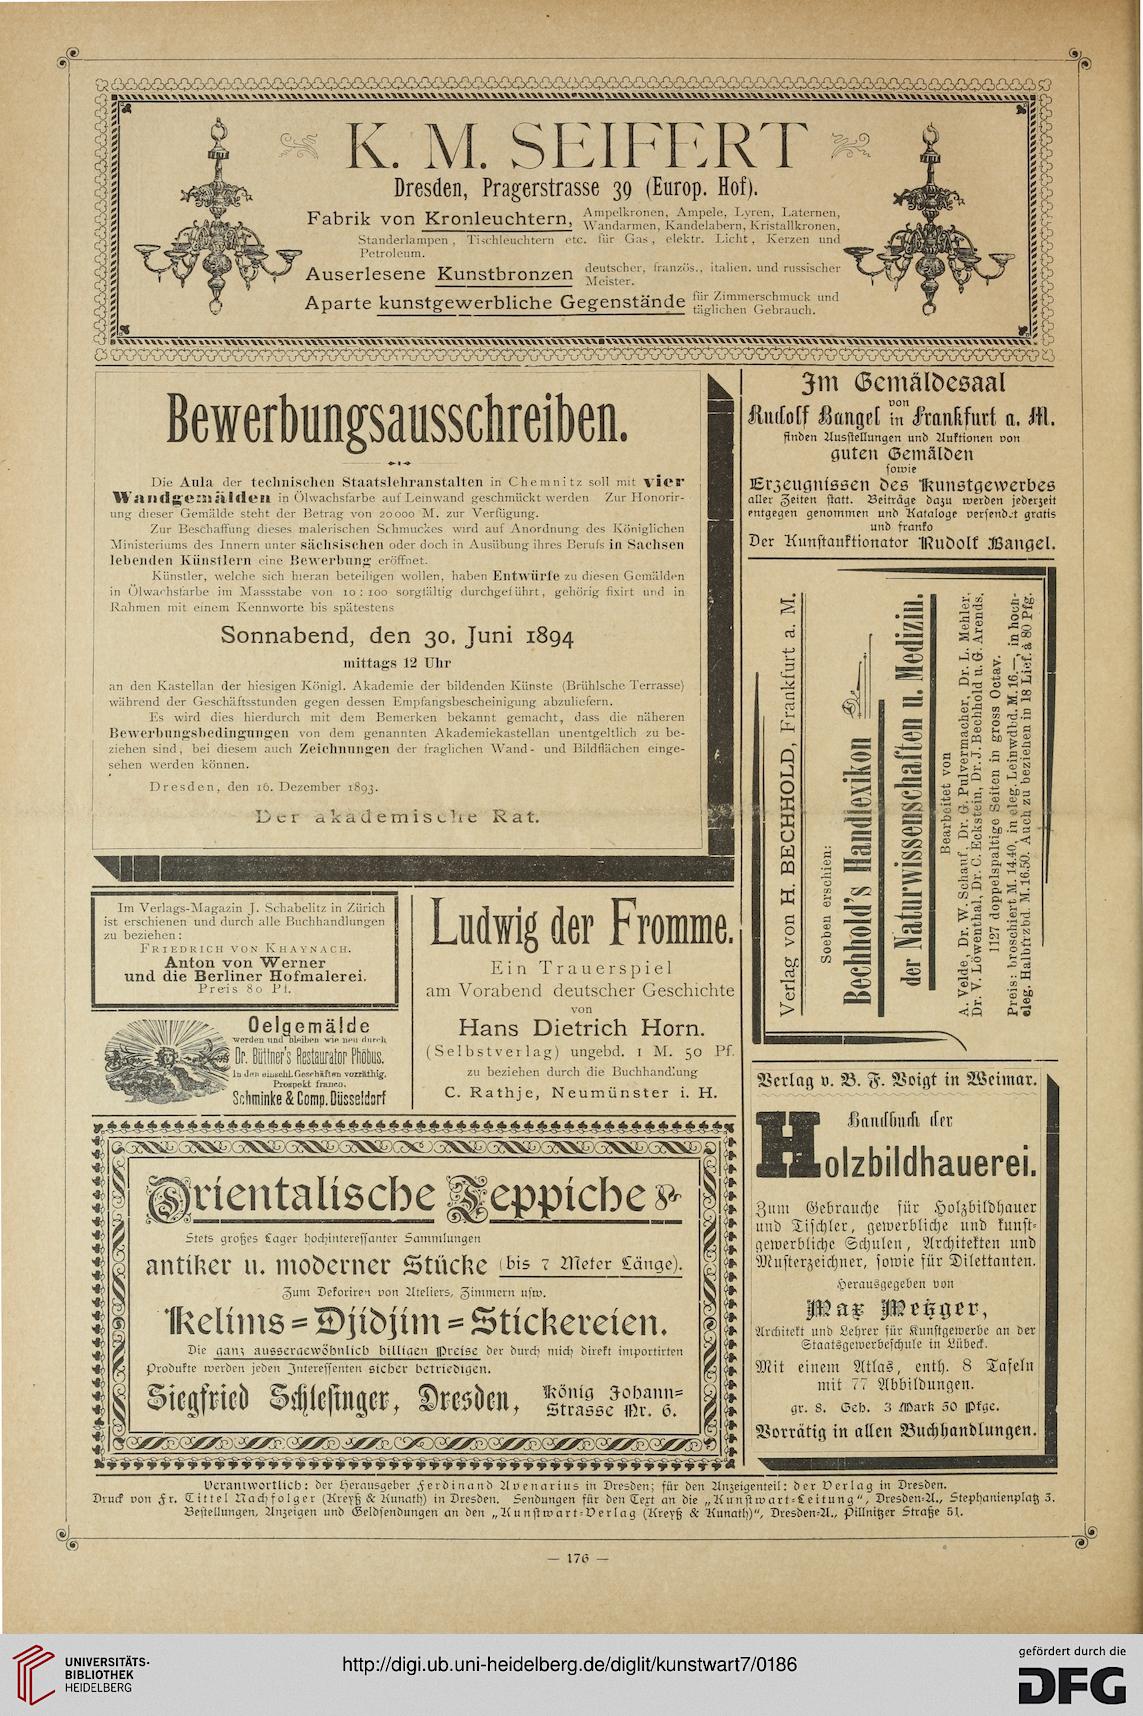 K. M. SEIFERT
Dresden, Pragerstrasse 39 (Europ. Hof).
Fabrik von Kronleuchtern, Ampelkronen, Ampele, Lyren, Laternen,
Wandarmen, Kandelabern, Kristallkronen,
Standerlampen, Tischleuchtern etc. für Gas, elektr. Licht, Kerzen und
Petroleum.
Auserlesene Kunstbronzen deutscher, französ., italien. und russischer
Meister.
Aparte kunstgewerbliche Gegenstände für Zimmerschmuck und
täglichen Gebrauch.
Bewerbungsausschreiben.
Die Aula der technischen Staatslehranstalten in Chemnitz soll mit vier
Wandgemälden in Ölwachsfarbe auf Leinwand geschmückt werden Zur Honorir-
ung dieser Gemälde steht der Betrag von 20000 M. zur Verfügung.
Zur Beschaffung dieses malerischen Schmuckes wird auf Anordnung des Königlichen
Ministeriums des Innern unter sächsischen oder doch in Ausübung ihres Berufs in Sachsen
lebenden Künstlern eine Bewerbung eröffnet.
Künstler, welche sich hieran beteiligen wollen, haben Entwürfe zu diesen Gemälden
in Ölwachsfarbe im Massstabe von 10 : 100 sorgfältig durchgeführt, gehörig fixirt und in
Rahmen mit einem Kennworte bis spätestens
Sonnabend, den 30. Juni 1894
mittags 12 Uhr
an den Kastellan der hiesigen Königl. Akademie der bildenden Künste (Brühlsche Terrasse)
während der Geschäftsstunden gegen dessen Empfangsbescheinigung abzuliefern.
Es wird dies hierdurch mit dem Bemerken bekannt gemacht, dass die näheren
Bewerbungsbedingungen von dem genannten Akademiekastellan unentgeltlich zu be-
ziehen sind, bei diesem auch Zeichnungen der fraglichen Wand- und Bildflächen einge-
sehen werden können.
Dresden, den 16. Dezember 1893.
Der akademische Rat.
Im Gemäldesaal
von
Rudolf Bangel in Frankfurt a. M.
finden Ausstellungen und Auktionen von
guten Gemälden
sowie
Erzeugnissen des Kunstgewerbes
aller Zeiten statt. Beiträge dazu werden jederzeit
entgegen genommen und Kataloge versendet gratis
und franko
Der Kunstauktionator Rudolf Bangel.
Verlag von H. BECHHOLD, Frankfurt a. M.
Soeben erschien:
Bechhold's Handlexikon
der Naturwissenschaften u. Medizin.
Bearbeitet von
A. Velde, Dr. W. Schauf, Dr. G. Pulvermacher, Dr. L. Mehler,
Dr. V. Löwenthal, Dr. C. Eckstein, Dr. J. Bechhold u. G. Arends.
1127 doppelspaltige Seiten in gross Octav.
Preis: broschiert M. 14.40, in eleg. Leinwdbd. M. 16.—, in hoch-
eleg. Halbfrzbd. M. 16.50. Auch zu beziehen in 18 Lief. à 80 Pfg.
Im Verlags-Magazin J. Schabelitz in Zürich
ist erschienen und durch alle Buchhandlungen
zu beziehen:
FRIEDRICH VON KHAYNACH.
Anton von Werner
und die Berliner Hofmalerei.
Preis 80 Pf.
Oelgemälde
werden und bleiben wie neu durch
Dr. Büttner's Restaurator Phöbus.
In den einschl. Geschäften vorräthig.
Prospekt franco.
Schminke & Comp. Düsseldorf
Ludwig der Fromme.
Ein Trauerspiel
am Vorabend deutscher Geschichte
von
Hans Dietrich Horn.
(Selbstverlag) ungebd. 1 M. 50 Pf.
zu beziehen durch die Buchhandlung
C. Rathje, Neumünster i. H.
Orientalische Teppiche
Stets großes Lager hochinteressanter Sammlungen
antiker u. moderner Stücke (bis 7 Meter Länge).
Zum Dekoriren von Ateliers, Zimmern usw.
Kelims=Djidjim=Stickereien.
Die ganz aussergewöhnlich billigen Preise der durch mich direkt importirten
Produkte werden jeden Interessenten sicher befriedigen.
Siegfried Schlesinger, Dresden, König Johann=
Strasse Nr. 6.
Verlag v. B. F. Voigt in Weimar.
Handbuch der
Holzbildhauerei.
Zum Gebrauche für Holzbildhauer
und Tischler, gewerbliche und kunst-
gewerbliche Schulen, Architekten und
Musterzeichner, sowie für Dilettanten.
Herausgegeben von
Max Metzger,
Architekt und Lehrer für Kunstgewerbe an der
Staatsgewerbeschule in Lübeck.
Mit einem Atlas, enth. 8 Tafeln
mit 77 Abbildungen.
gr. 8. Geh. 3 Mark 50 Pfge.
Vorrätig in allen Buchhandlungen.
Verantwortlich: der Herausgeber Ferdinand Avenarius in Dresden; für den Anzeigenteil: der Verlag in Dresden.
Druck von Fr. Tittel Nachfolger (Kreyß & Kunath) in Dresden. Sendungen für den Text an die „Kunstwart-Leitung", Dresden-A., Stephanienplatz 3.
Bestellungen, Anzeigen und Geldsendungen an den „Kunstwart-Verlag (Kreyß & Kunath)", Dresden-A., Pillnitzer Straße 51.
— 176 —
UNIVERSITÄTS-
BIBLIOTHEK
HEIDELBERG
http://digi.ub.uni-heidelberg.de/diglit/kunstwart7/0186
gefördert durch die
DFG